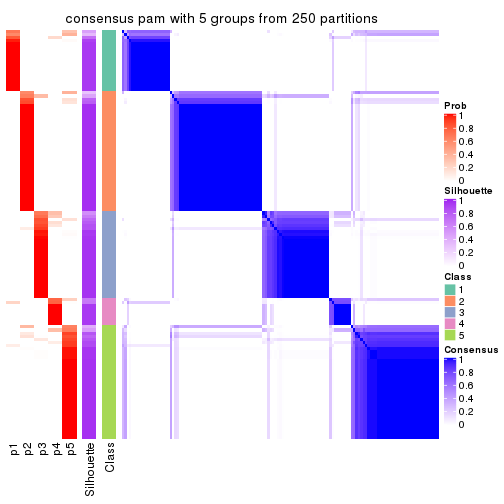 consensus pam with 5 groups from 250 partitions
Prob
1
0.8
0.6
0.4
0.2
0
Silhouette
1
0.8
0.6
0.4
0.2
0
Class
1
2
3
4
5
Consensus
1
0.8
0.6
0.4
0.2
0
p1
p2
p3
p4
p5
Silhouette
Class